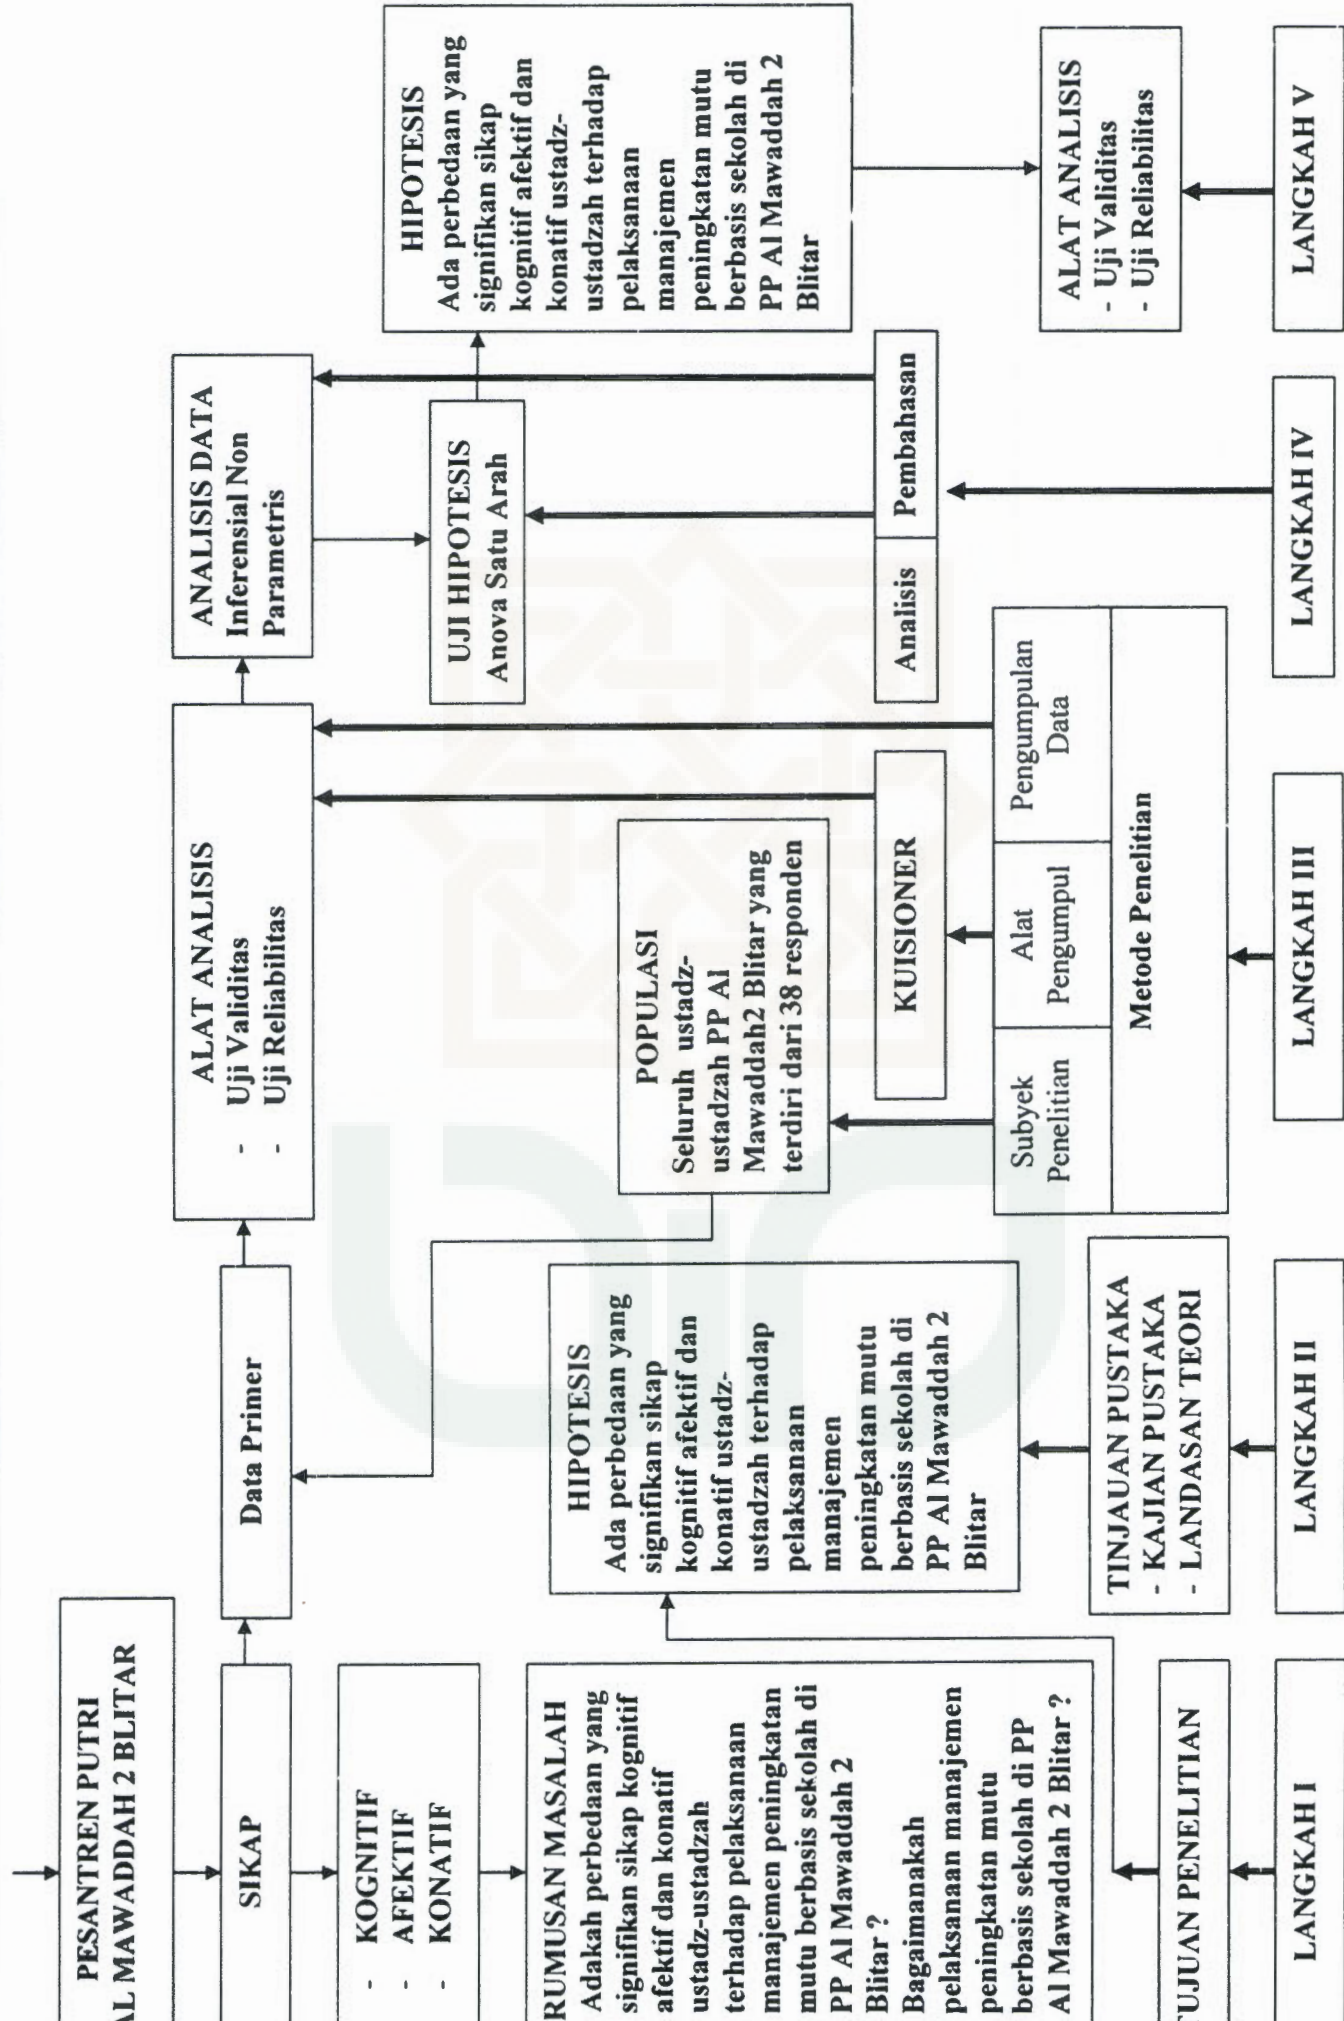 PESANTREN PUTRI
AL MAWADDAH 2 BLITAR
SIKAP
- KOGNITIF
- AFEKTIF
- KONATIF
RUMUSAN MASALAH
Adakah perbedaan yang
signifikan sikap kognitif
afektif dan konatif
ustadz-ustadzah
terhadap pelaksanaan
manajemen peningkatan
mutu berbasis sekolah di
PP Al Mawaddah 2
Blitar ?
Bagaimanakah
pelaksanaan manajemen
peningkatan mutu
berbasis sekolah di PP
Al Mawaddah 2 Blitar ?
TUJUAN PENELITIAN
LANGKAH I
Data Primer
HIPOTESIS
Ada perbedaan yang
signifikan sikap
kognitif afektif dan
konatif ustadz-
ustadzah terhadap
pelaksanaan
manajemen
peningkatan mutu
berbasis sekolah di
PP Al Mawaddah 2
Blitar
TINJAUAN PUSTAKA
- KAJIAN PUSTAKA
- LANDASAN TEORI
LANGKAH II
ALAT ANALISIS
- Uji Validitas
- Uji Reliabilitas
POPULASI
Seluruh ustadz-
ustadzah PP Al
Mawaddah2 Blitar yang
terdiri dari 38 responden
KUISIONER
Subyek
Penelitian
Alat
Pengumpul
Pengumpulan
Data
Metode Penelitian
LANGKAH III
ANALISIS DATA
Inferensial Non
Parametris
UJI HIPOTESIS
Anova Satu Arah
Analisis
Pembahasan
LANGKAH IV
HIPOTESIS
Ada perbedaan yang
signifikan sikap
kognitif afektif dan
konatif ustadz-
ustadzah terhadap
pelaksanaan
manajemen
peningkatan mutu
berbasis sekolah di
PP Al Mawaddah 2
Blitar
ALAT ANALISIS
- Uji Validitas
- Uji Reliabilitas
LANGKAH V